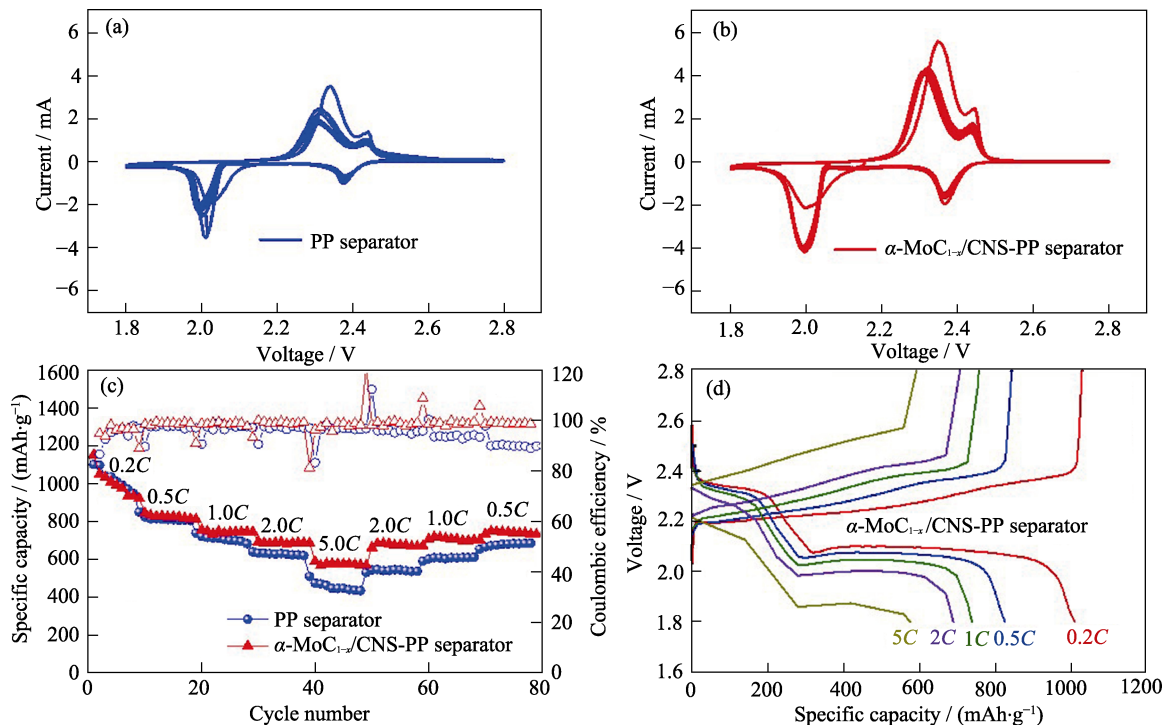 (a)
6
4
2
0
−2
−4
−6
Current / mA
PP separator
1.8 2.0 2.2 2.4 2.6 2.8
Voltage / V
(b)
6
4
2
0
−2
−4
−6
Current / mA
α-MoC₁₋ₓ/CNS-PP separator
1.8 2.0 2.2 2.4 2.6 2.8
Voltage / V
(c)
1600
1400
1200
1000
800
600
400
200
0
Specific capacity / (mAh·g⁻¹)
0.2C
0.5C
1.0C
2.0C
5.0C
2.0C
1.0C
0.5C
PP separator
α-MoC₁₋ₓ/CNS-PP separator
120
100
80
60
40
20
0
Coulombic efficiency / %
0 20 40 60 80
Cycle number
(d)
2.8
2.6
2.4
2.2
2.0
1.8
1.6
Voltage / V
α-MoC₁₋ₓ/CNS-PP separator
5C 2C 1C 0.5C 0.2C
0 200 400 600 800 1000 1200
Specific capacity / (mAh·g⁻¹)